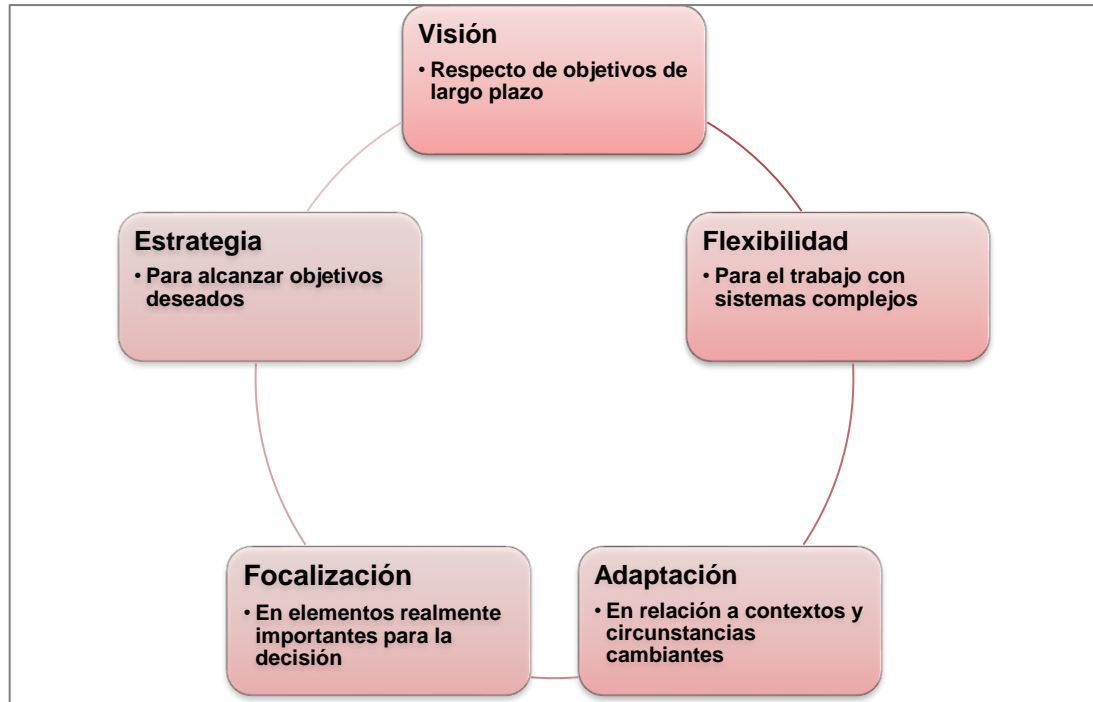 Visión
• Respecto de objetivos de
largo plazo
Flexibilidad
• Para el trabajo con
sistemas complejos
Adaptación
• En relación a contextos y
circunstancias
cambiantes
Focalización
• En elementos realmente
importantes para la
decisión
Estrategia
• Para alcanzar objetivos
deseados